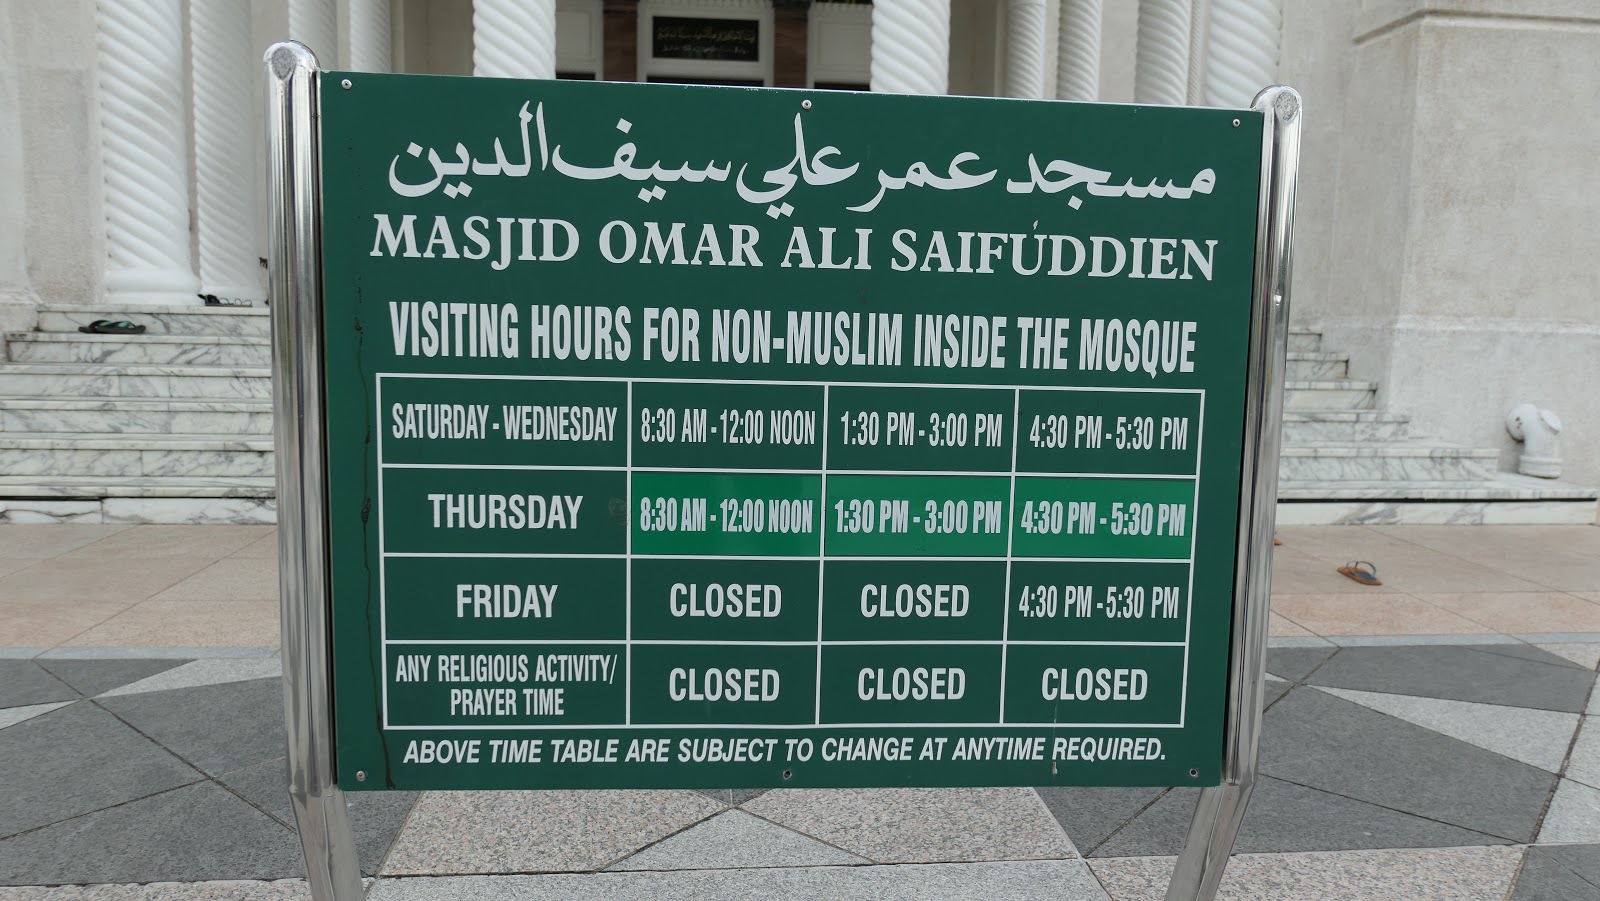 مسجد عمر علي سيف الدين
MASJID OMAR ALI SAIFUDDIEN
VISITING HOURS FOR NON-MUSLIM INSIDE THE MOSQUE
SATURDAY - WEDNESDAY 8:30 AM - 12:00 NOON 1:30 PM - 3:00 PM 4:30 PM - 5:30 PM
THURSDAY 8:30 AM - 12:00 NOON 1:30 PM - 3:00 PM 4:30 PM - 5:30 PM
FRIDAY CLOSED CLOSED 4:30 PM - 5:30 PM
ANY RELIGIOUS ACTIVITY/
PRAYER TIME CLOSED CLOSED CLOSED
ABOVE TIME TABLE ARE SUBJECT TO CHANGE AT ANYTIME REQUIRED.